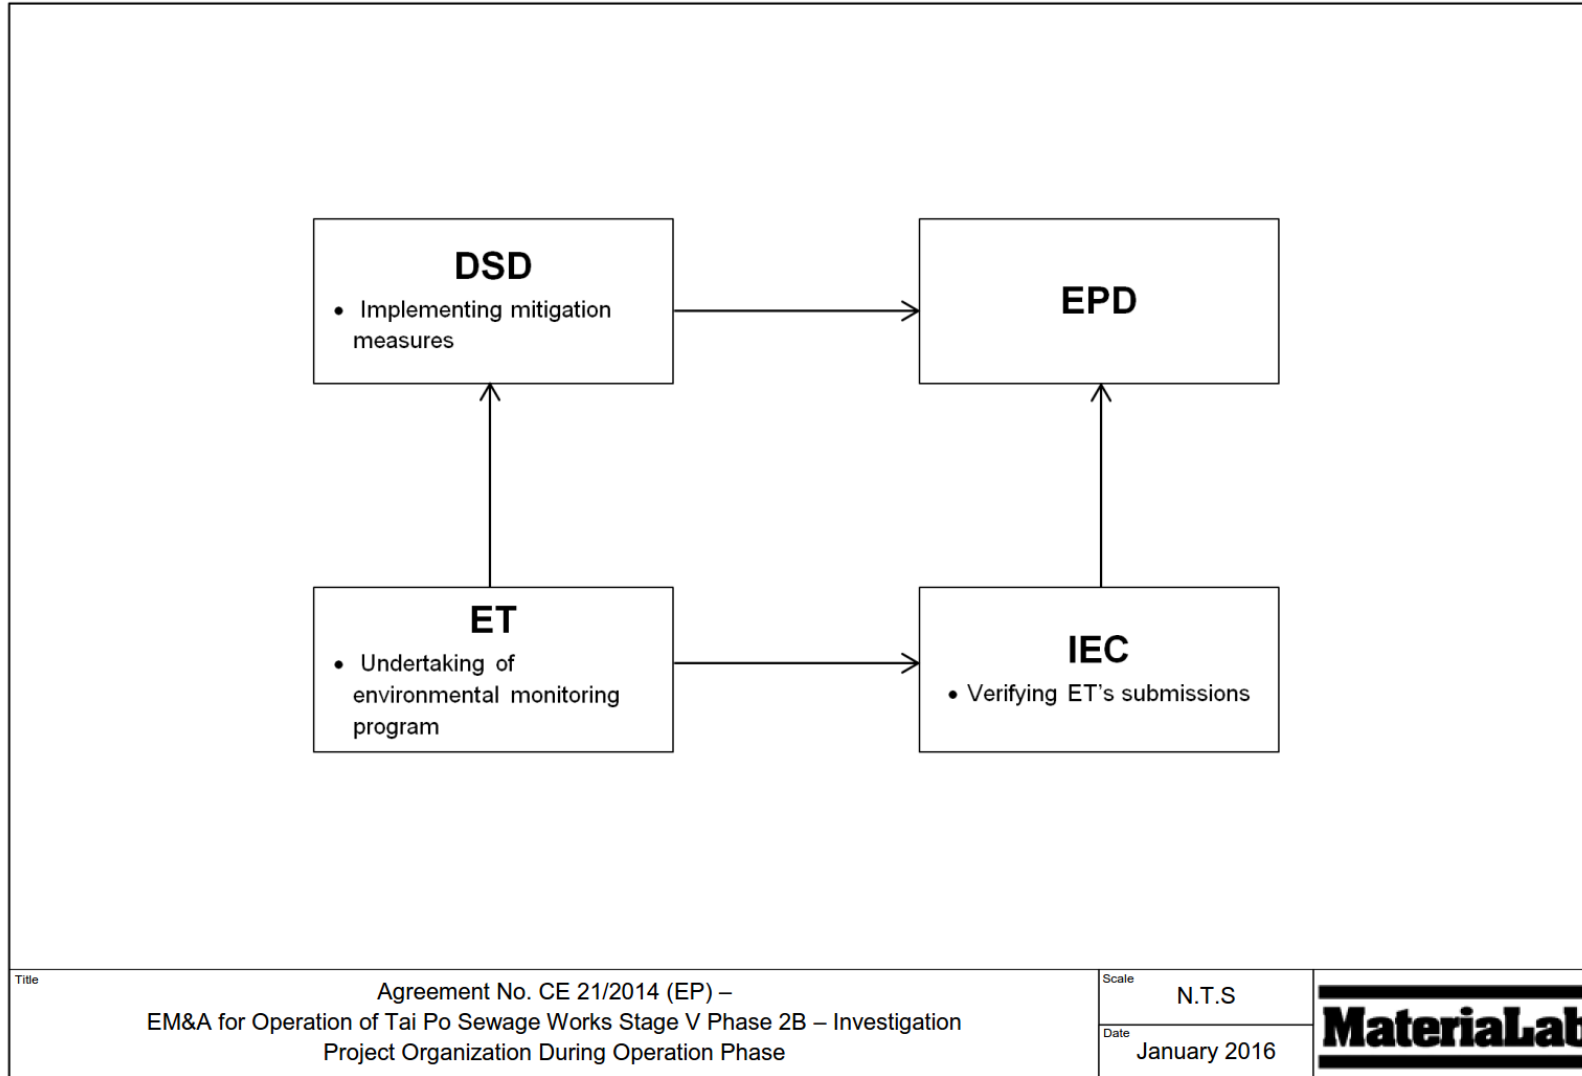 DSD
• Implementing mitigation
measures
EPD
ET
• Undertaking of
environmental monitoring
program
IEC
• Verifying ET's submissions
Title
Agreement No. CE 21/2014 (EP) –
EM&A for Operation of Tai Po Sewage Works Stage V Phase 2B – Investigation
Project Organization During Operation Phase
Scale
N.T.S
Date
January 2016
MateriaLab